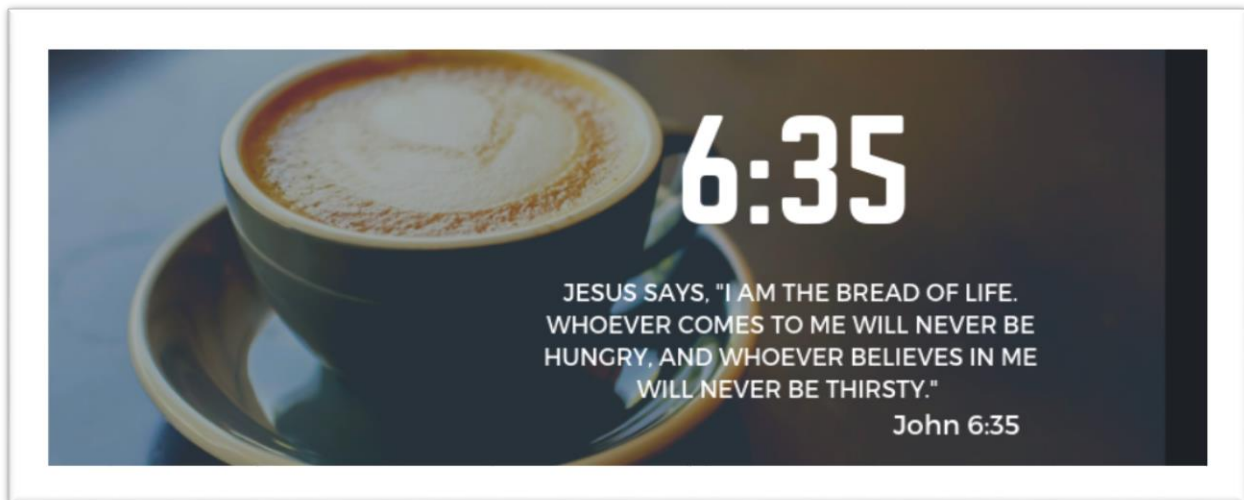 6:35
JESUS SAYS, "I AM THE BREAD OF LIFE.
WHOEVER COMES TO ME WILL NEVER BE
HUNGRY, AND WHOEVER BELIEVES IN ME
WILL NEVER BE THIRSTY."
John 6:35